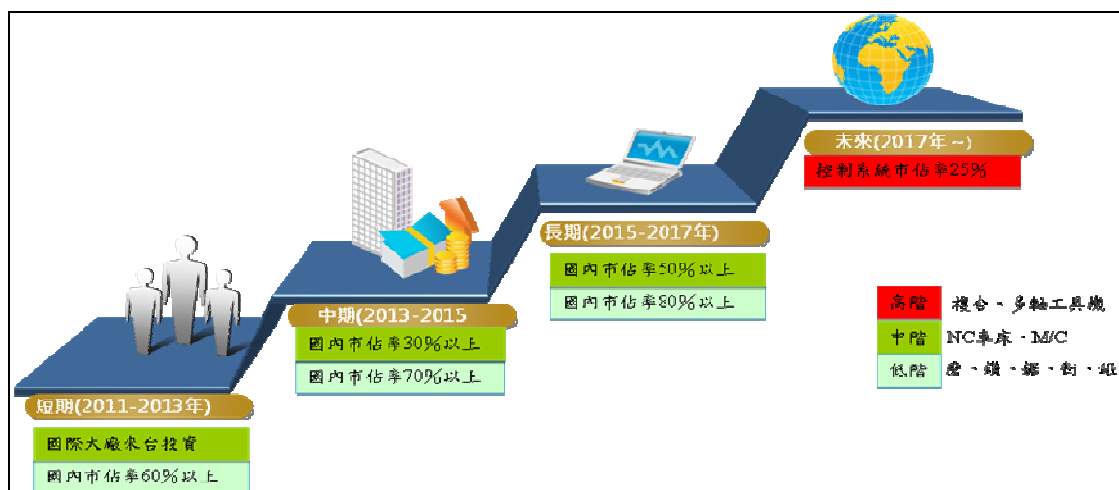 未來(2017年~)
控制系統市佔率25%
長期(2015-2017年)
國內市佔率50%以上
國內市佔率80%以上
中期(2013-2015
國內市佔率30%以上
國內市佔率70%以上
短期(2011-2013年)
國際大廠來台投資
國內市佔率60%以上
高階 複合、多軸工具機
中階 NC車床、M/C
低階 磨、鑽、鋸、衝、